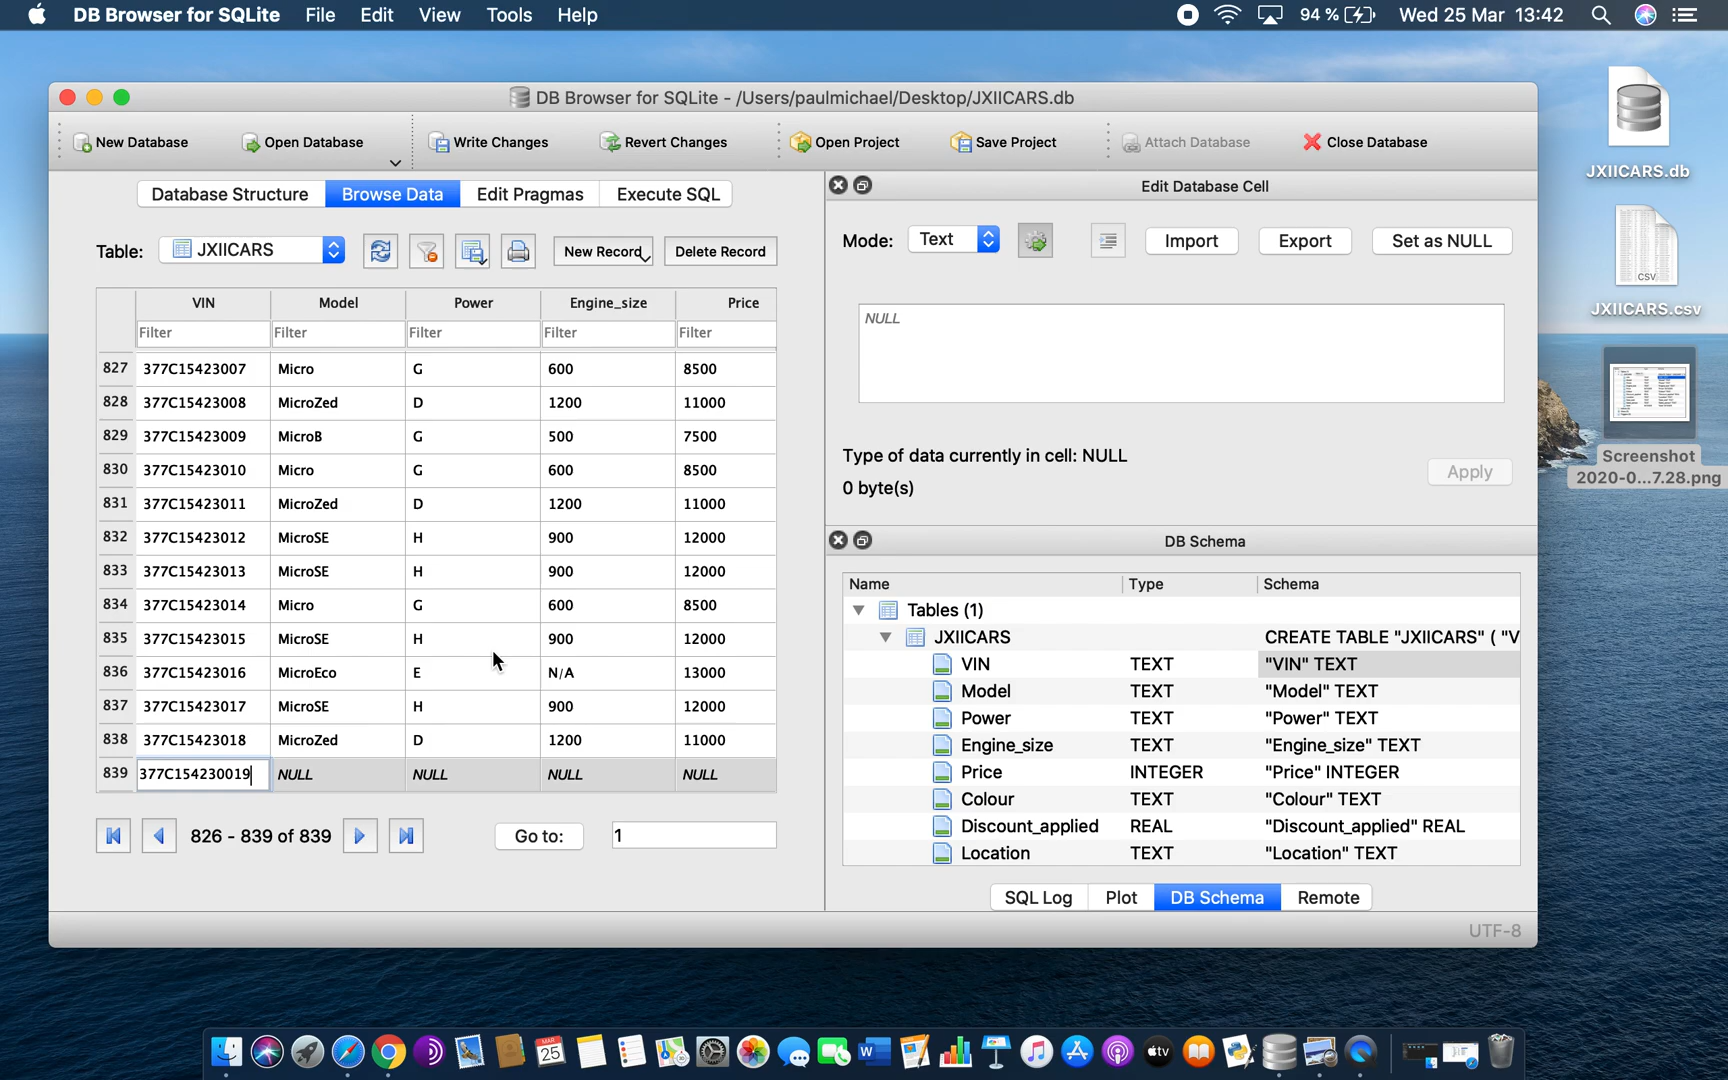 DB Browser for SQLite File Edit View Tools Help 94 % Wed 25 Mar 13:42
DB Browser for SQLite - /Users/paulmichael/Desktop/JXIICARS.db
New Database Open Database Write Changes Revert Changes Open Project Save Project Attach Database Close Database
Database Structure Browse Data Edit Pragmas Execute SQL
Table: JXIICARS New Record Delete Record
VIN Model Power Engine_size Price
Filter Filter Filter Filter Filter
827 377C15423007 Micro G 600 8500
828 377C15423008 MicroZed D 1200 11000
829 377C15423009 MicroB G 500 7500
830 377C15423010 Micro G 600 8500
831 377C15423011 MicroZed D 1200 11000
832 377C15423012 MicroSE H 900 12000
833 377C15423013 MicroSE H 900 12000
834 377C15423014 Micro G 600 8500
835 377C15423015 MicroSE H 900 12000
836 377C15423016 MicroEco E N/A 13000
837 377C15423017 MicroSE H 900 12000
838 377C15423018 MicroZed D 1200 11000
839 377C154230019 NULL NULL NULL NULL
826 - 839 of 839 Go to: 1
Edit Database Cell
Mode: Text Import Export Set as NULL
NULL
Type of data currently in cell: NULL
0 byte(s)
Apply
DB Schema
Name Type Schema
Tables (1)
JXIICARS CREATE TABLE "JXIICARS" ( "V
VIN TEXT "VIN" TEXT
Model TEXT "Model" TEXT
Power TEXT "Power" TEXT
Engine_size TEXT "Engine_size" TEXT
Price INTEGER "Price" INTEGER
Colour TEXT "Colour" TEXT
Discount_applied REAL "Discount_applied" REAL
Location TEXT "Location" TEXT
SQL Log Plot DB Schema Remote
UTF-8
JXIICARS.db
CSV
JXIICARS.csv
Screenshot
2020-0...7.28.png
MAR
25
W
tv